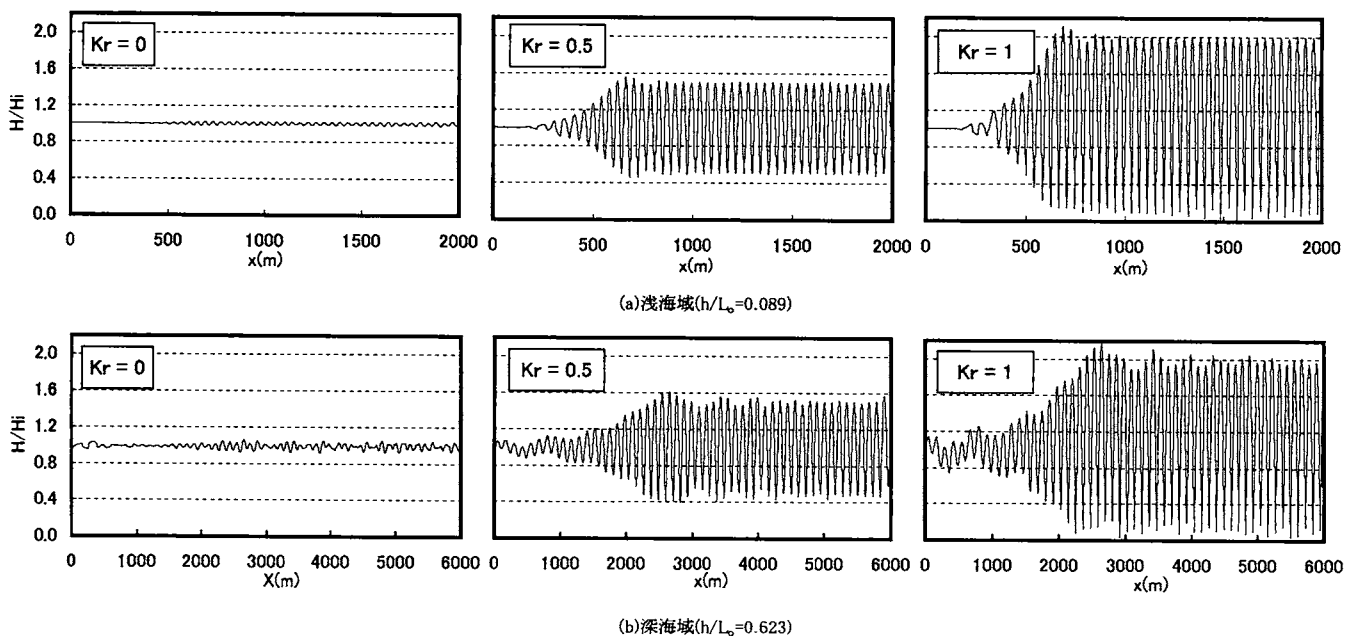 Kr = 0
Kr = 0.5
Kr = 1
2.0
1.6
1.2
0.8
0.4
0.0
H/Hi
0 500 1000 1500 2000
0 500 1000 1500 2000
0 500 1000 1500 2000
x(m)
x(m)
x(m)
(a)浅海域(h/Lo=0.089)
Kr = 0
Kr = 0.5
Kr = 1
2.0
1.6
1.2
0.8
0.4
0.0
H/Hi
0 1000 2000 3000 4000 5000 6000
0 1000 2000 3000 4000 5000 6000
0 1000 2000 3000 4000 5000 6000
X(m)
x(m)
x(m)
(b)深海域(h/Lo=0.623)